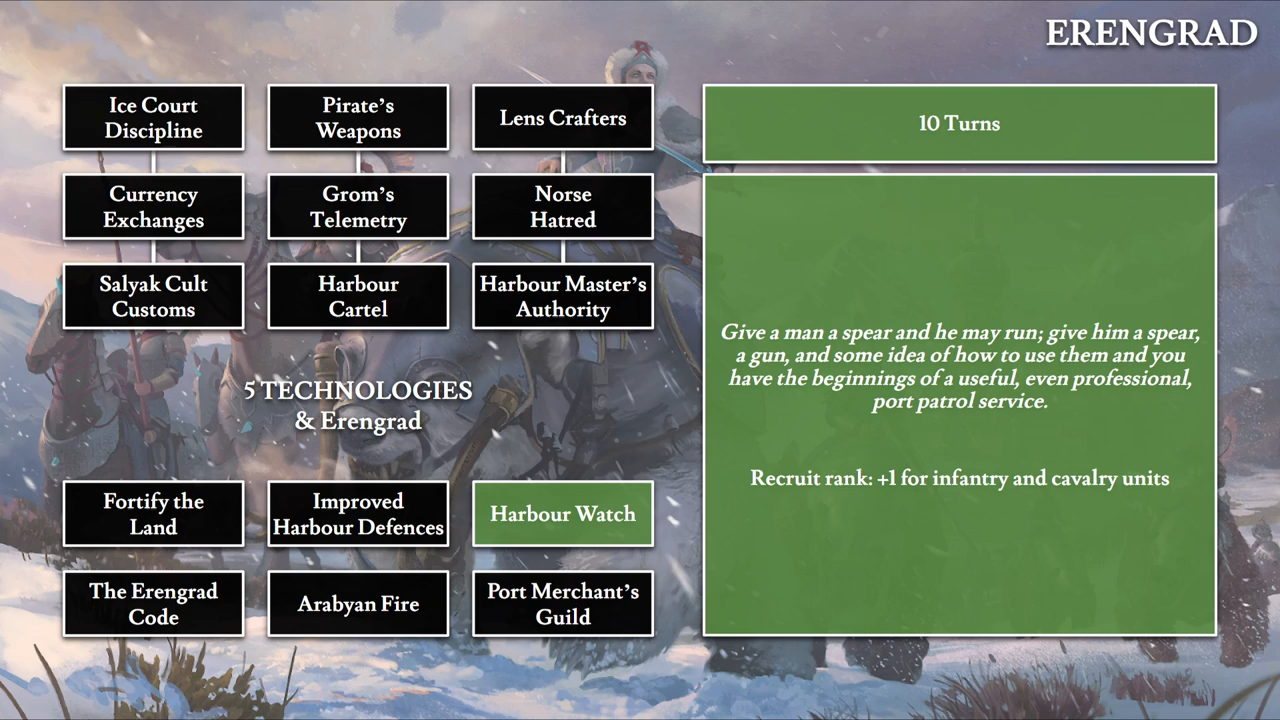 ERENGRAD
Ice Court
Discipline
Pirate's
Weapons
Lens Crafters
Currency
Exchanges
Grom's
Telemetry
Norse
Hatred
Salyak Cult
Customs
Harbour
Cartel
Harbour Master's
Authority
5 TECHNOLOGIES
& Erengrad
Fortify the
Land
Improved
Harbour Defences
Harbour Watch
The Erengrad
Code
Arabyan Fire
Port Merchant's
Guild
10 Turns
Give a man a spear and he may run; give him a spear,
a gun, and some idea of how to use them and you
have the beginnings of a useful, even professional,
port patrol service.
Recruit rank: +1 for infantry and cavalry units